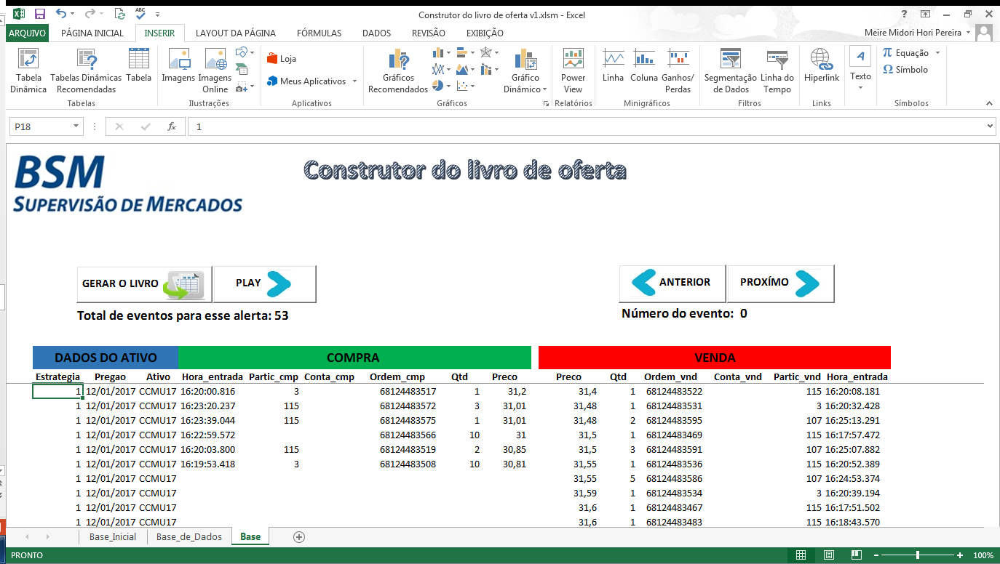 Construtor do livro de oferta v1.xlsm - Excel
ARQUIVO PÁGINA INICIAL INSERIR LAYOUT DA PÁGINA FÓRMULAS DADOS REVISÃO EXIBIÇÃO Meire Midori Hori Pereira
Tabela Dinâmica
Tabelas Dinâmicas Recomendadas
Tabela
Imagens
Imagens Online
Loja
Meus Aplicativos
Gráficos Recomendados
Gráfico Dinâmico
Power View
Linha
Coluna
Ganhos/ Perdas
Segmentação de Dados
Linha do Tempo
Hiperlink
Texto
Equação
Símbolo
Tabelas Ilustrações Aplicativos Gráficos Relatórios Minigráficos Filtros Links Símbolos
P18 fx 1
BSM
SUPERVISÃO DE MERCADOS
Construtor do livro de oferta
GERAR O LIVRO PLAY ANTERIOR PROXÍMO
Total de eventos para esse alerta: 53 Número do evento: 0
DADOS DO ATIVO COMPRA VENDA
Estrategia Pregao Ativo Hora_entrada Partic_cmp Conta_cmp Ordem_cmp Qtd Preco Preco Qtd Ordem_vnd Conta_vnd Partic_vnd Hora_entrada
1 12/01/2017 CCMU17 16:20:00.816 3 68124483517 1 31,2 31,4 1 68124483522 115 16:20:08.181
1 12/01/2017 CCMU17 16:23:20.237 115 68124483572 3 31,01 31,48 1 68124483531 3 16:20:32.428
1 12/01/2017 CCMU17 16:23:39.044 115 68124483575 1 31,01 31,48 2 68124483595 107 16:25:13.291
1 12/01/2017 CCMU17 16:22:59.572 68124483566 10 31 31,5 1 68124483469 115 16:17:57.472
1 12/01/2017 CCMU17 16:20:03.800 115 68124483519 2 30,85 31,5 3 68124483591 107 16:25:07.882
1 12/01/2017 CCMU17 16:19:53.418 3 68124483508 10 30,81 31,55 1 68124483536 115 16:20:52.389
1 12/01/2017 CCMU17 31,55 5 68124483586 107 16:24:53.374
1 12/01/2017 CCMU17 31,59 1 68124483534 3 16:20:39.194
1 12/01/2017 CCMU17 31,6 1 68124483467 115 16:17:51.502
1 12/01/2017 CCMU17 31,6 1 68124483483 115 16:18:43.570
Base_Inicial Base_de_Dados Base
PRONTO 100%